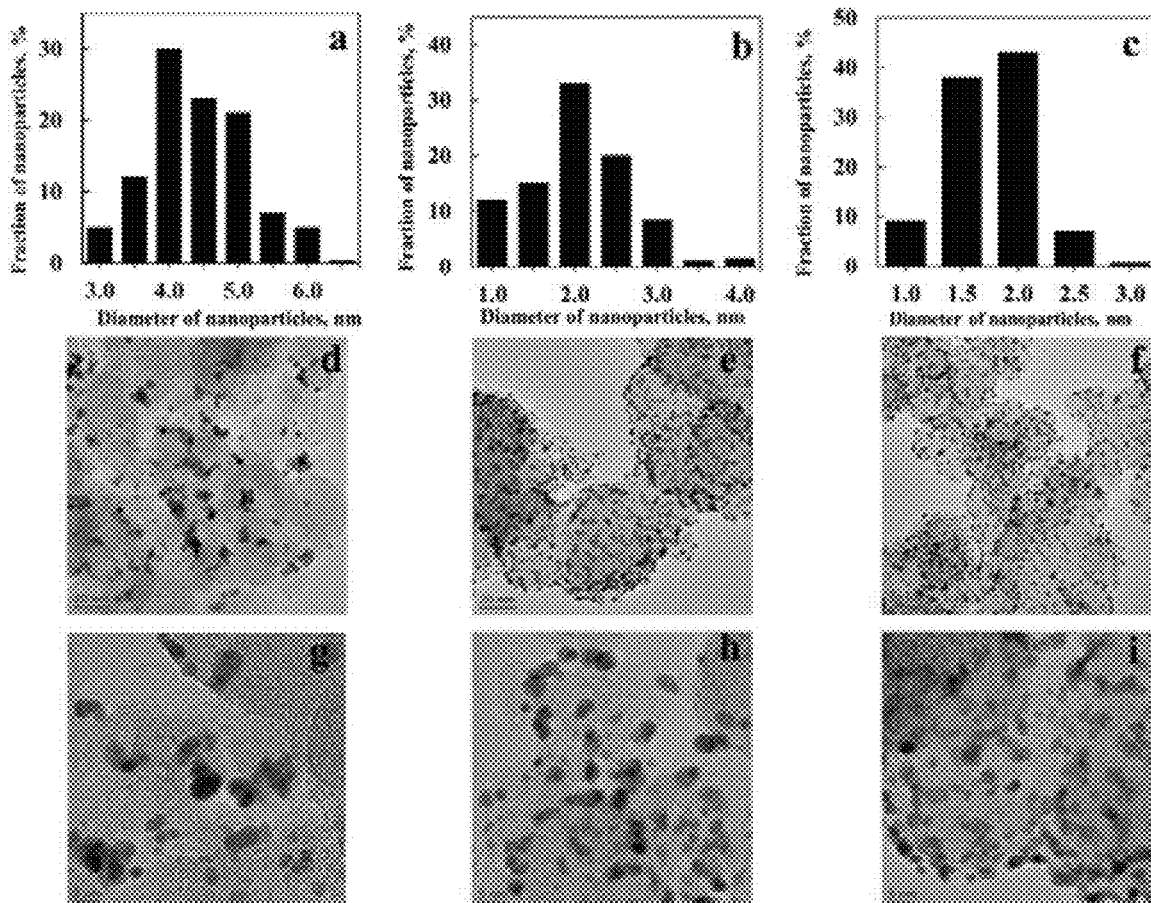 a
b
c
Fraction of nanoparticles, %
30
20
10
0
3.0 4.0 5.0 6.0
Diameter of nanoparticles, nm
Fraction of nanoparticles, %
40
30
20
10
0
1.0 2.0 3.0 4.0
Diameter of nanoparticles, nm
Fraction of nanoparticles, %
50
40
30
20
10
0
1.0 1.5 2.0 2.5 3.0
Diameter of nanoparticles, nm
d
e
f
g
h
i